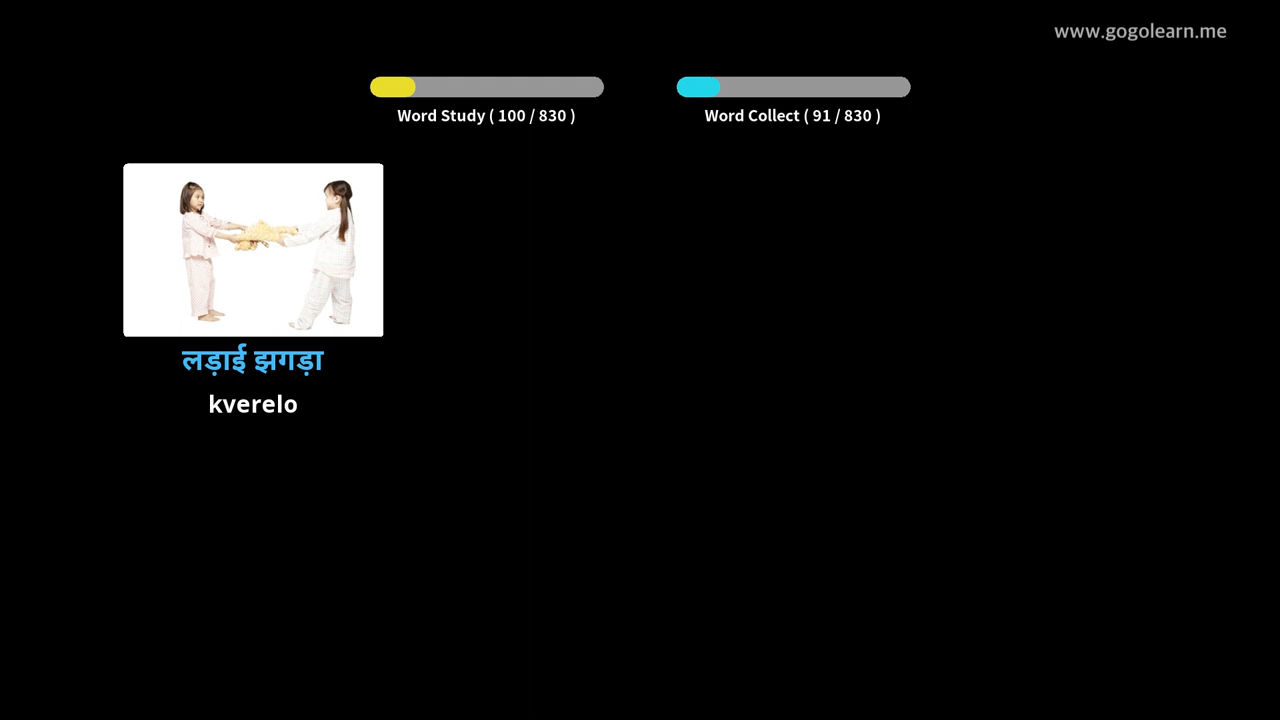 www.gogolearn.me
Word Study ( 100 / 830 )
Word Collect ( 91 / 830 )
लड़ाई झगड़ा
kverelo